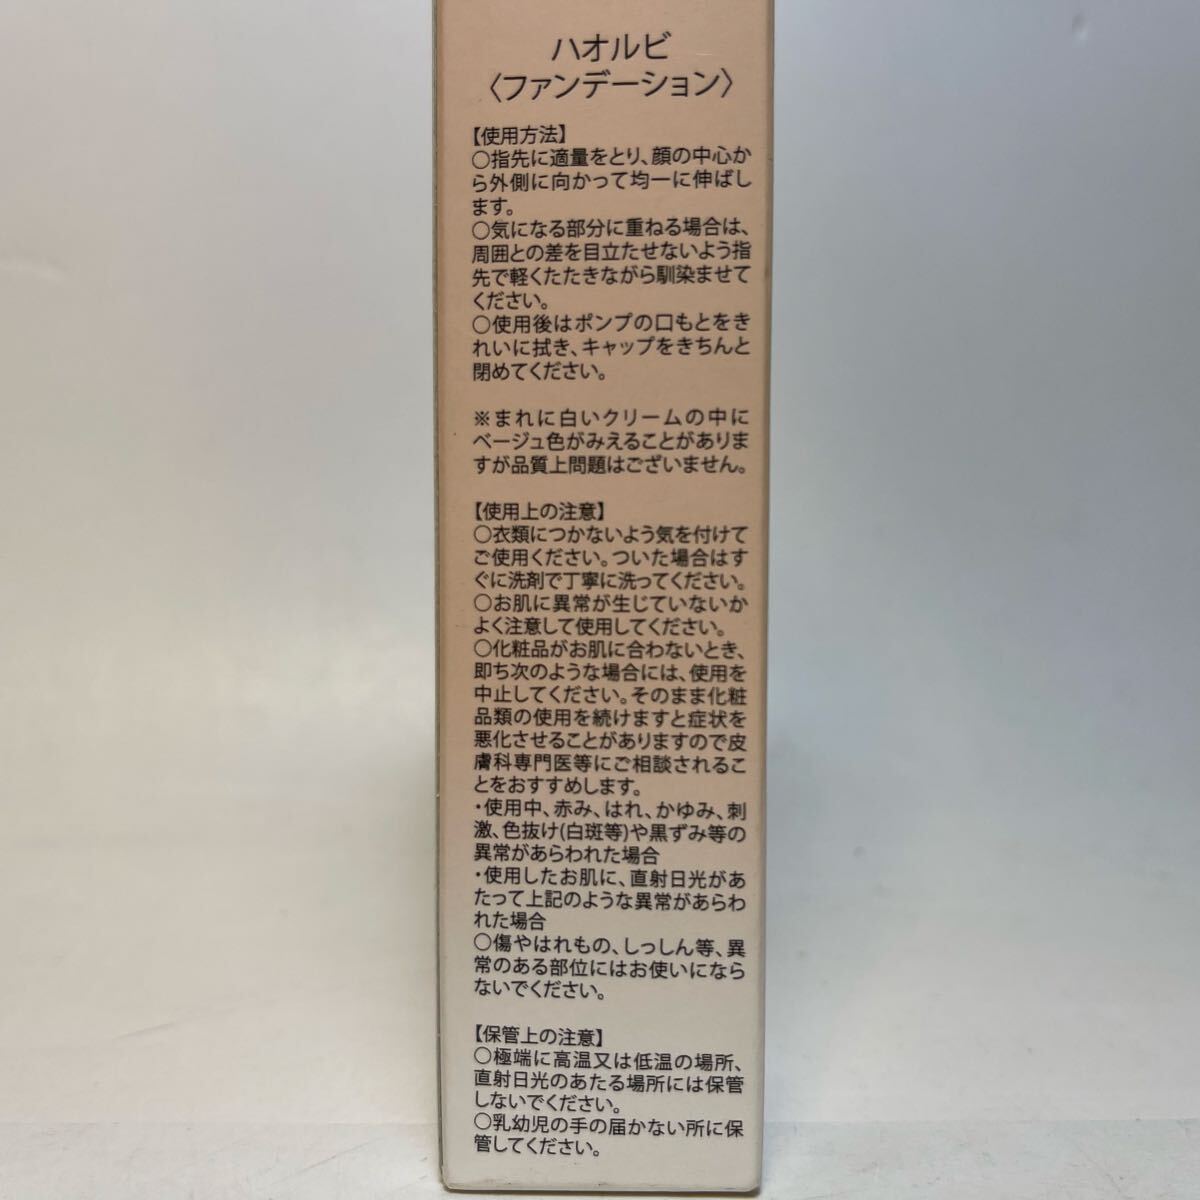 ハオルビ
〈ファンデーション〉
【使用方法】
○指先に適量をとり、顔の中心か
ら外側に向かって均一に伸ばし
ます。
○気になる部分に重ねる場合は、
周囲との差を目立たせないよう指
先で軽くたたきながら馴染ませて
ください。
○使用後はポンプの口もとをき
れいに拭き、キャップをきちんと
閉めてください。
※まれに白いクリームの中に
ベージュ色がみえることがありま
すが品質上問題はございません。
【使用上の注意】
○衣類につかないよう気を付けて
ご使用ください。ついた場合はす
ぐに洗剤で丁寧に洗ってください。
○お肌に異常が生じていないか
よく注意して使用してください。
○化粧品がお肌に合わないとき、
即ち次のような場合には、使用を
中止してください。そのまま化粧
品類の使用を続けますと症状を
悪化させることがありますので皮
膚科専門医等にご相談されるこ
とをおすすめします。
・使用中、赤み、はれ、かゆみ、刺
激、色抜け(白斑等)や黒ずみ等の
異常があらわれた場合
・使用したお肌に、直射日光があ
たって上記のような異常があらわ
れた場合
○傷やはれもの、しっしん等、異
常のある部位にはお使いになら
ないでください。
【保管上の注意】
○極端に高温又は低温の場所、
直射日光のあたる場所には保管
しないでください。
○乳幼児の手の届かない所に保
管してください。